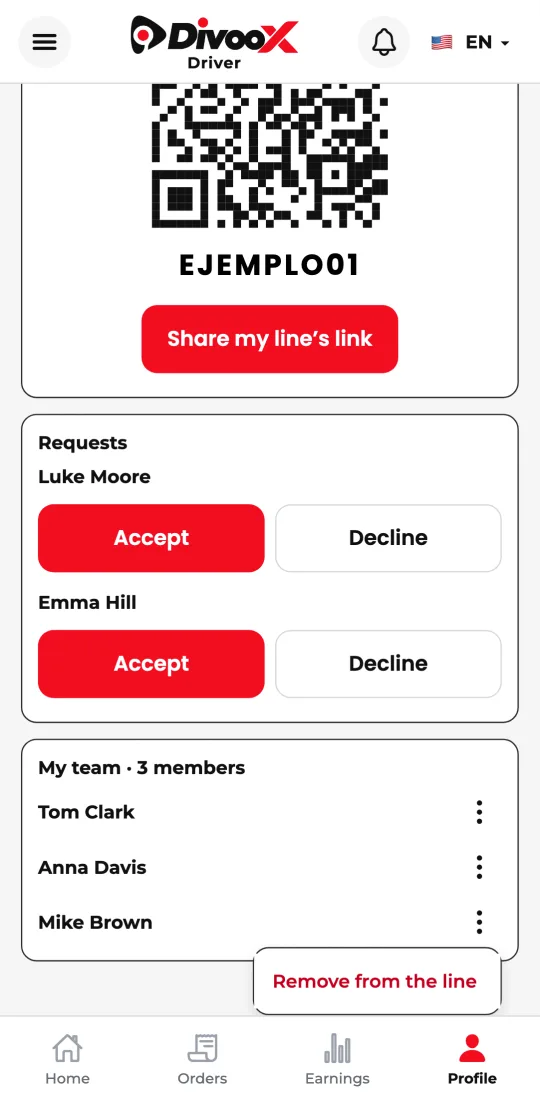 DivooX
Driver
EN
EJEMPLO01
Share my line’s link
Requests
Luke Moore
Accept
Decline
Emma Hill
Accept
Decline
My team · 3 members
Tom Clark
Anna Davis
Mike Brown
Remove from the line
Home
Orders
Earnings
Profile